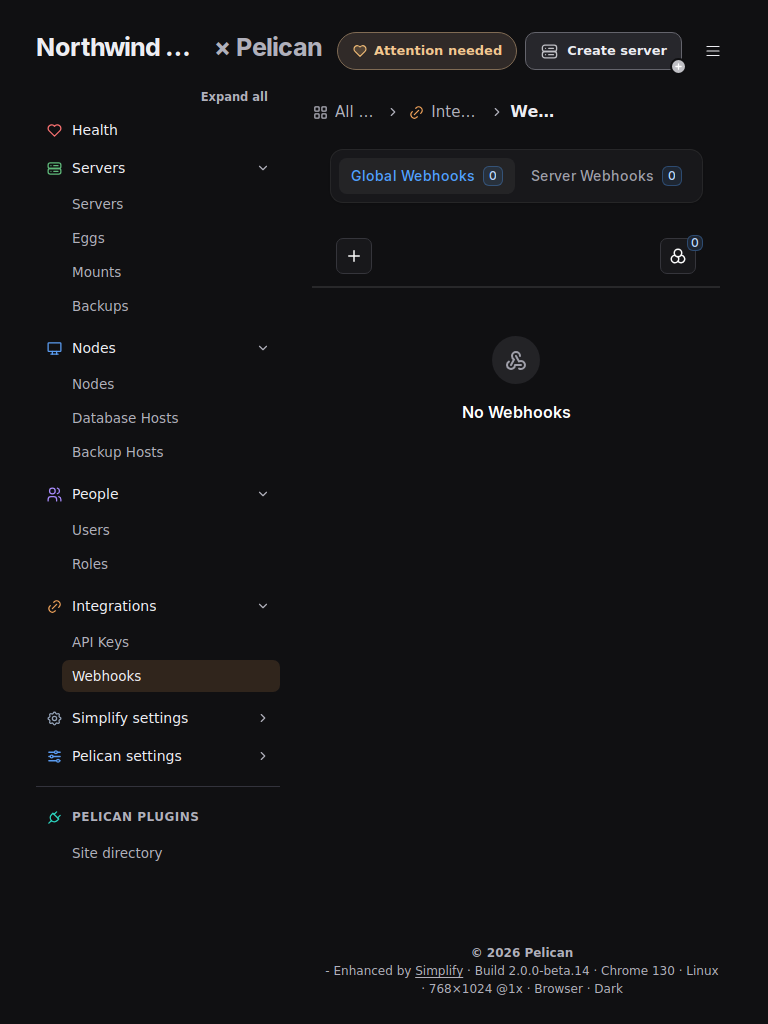 Northwind ... × Pelican
Attention needed
Create server
Expand all
Health
Servers
Servers
Eggs
Mounts
Backups
Nodes
Nodes
Database Hosts
Backup Hosts
People
Users
Roles
Integrations
API Keys
Webhooks
Simplify settings
Pelican settings
PELICAN PLUGINS
Site directory
All ... > Inte... > We...
Global Webhooks 0
Server Webhooks 0
0
No Webhooks
© 2026 Pelican
- Enhanced by Simplify · Build 2.0.0-beta.14 · Chrome 130 · Linux
· 768×1024 @1x · Browser · Dark